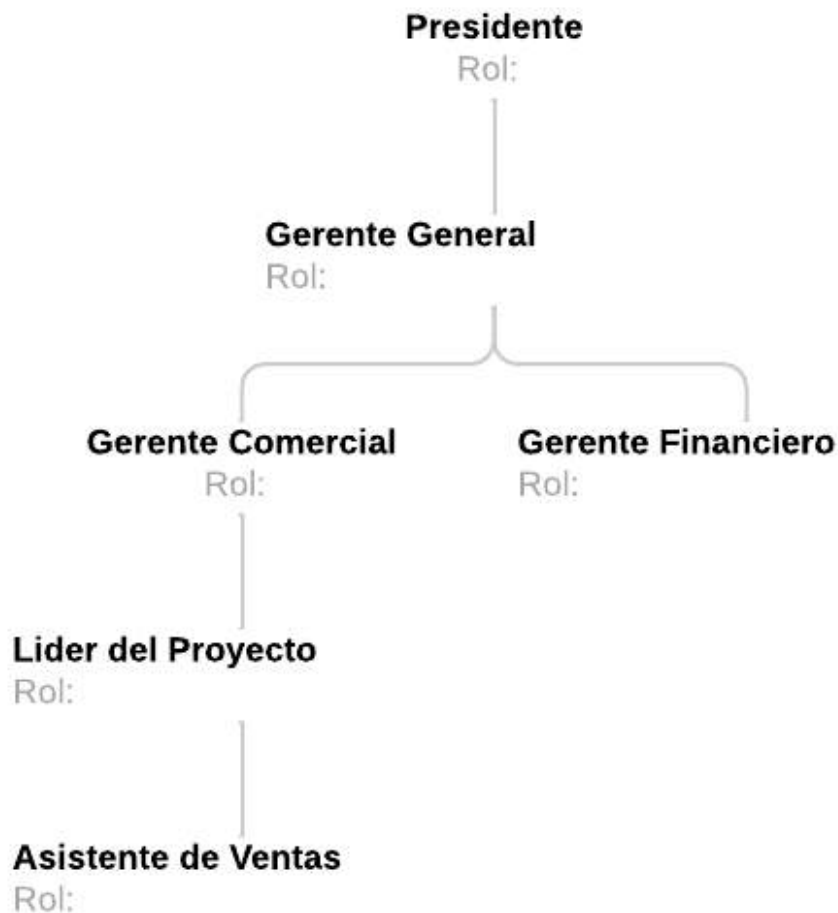 Presidente
Rol:
Gerente General
Rol:
Gerente Comercial
Rol:
Gerente Financiero
Rol:
Lider del Proyecto
Rol:
Asistente de Ventas
Rol: